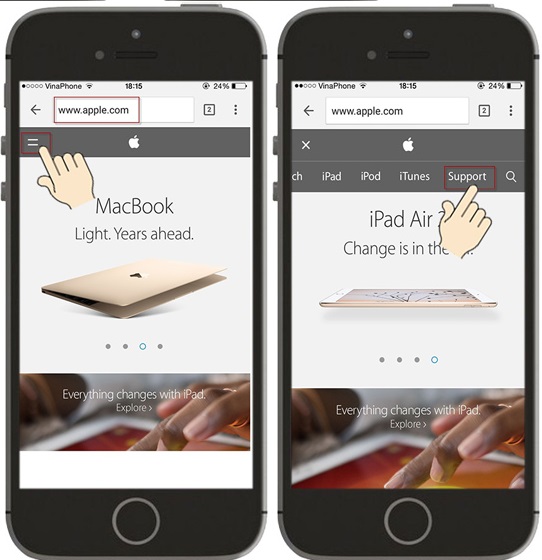 VinaPhone 18:15 24%
www.apple.com 2
MacBook
Light. Years ahead.
Everything changes with iPad.
Explore >
VinaPhone 18:15 24%
www.apple.com 2
ch iPad iPod iTunes Support
iPad Air
Change is in the
Everything changes with iPad.
Explore >